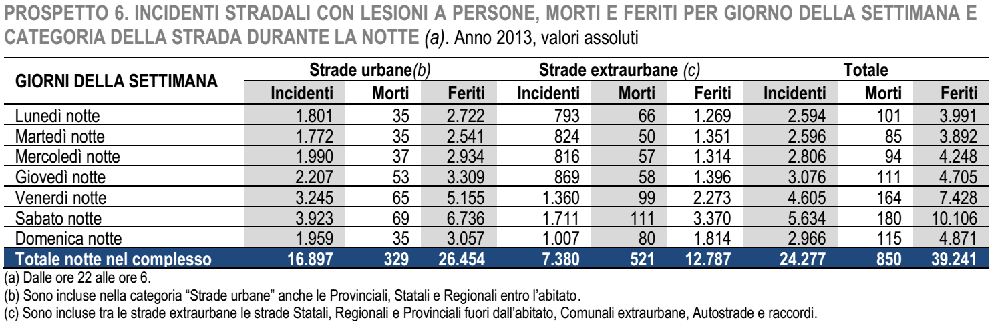 PROSPETTO 6. INCIDENTI STRADALI CON LESIONI A PERSONE, MORTI E FERITI PER GIORNO DELLA SETTIMANA E
CATEGORIA DELLA STRADA DURANTE LA NOTTE (a). Anno 2013, valori assoluti
GIORNI DELLA SETTIMANA Strade urbane(b) Strade extraurbane (c) Totale
Incidenti Morti Feriti Incidenti Morti Feriti Incidenti Morti Feriti
Lunedì notte 1.801 35 2.722 793 66 1.269 2.594 101 3.991
Martedì notte 1.772 35 2.541 824 50 1.351 2.596 85 3.892
Mercoledì notte 1.990 37 2.934 816 57 1.314 2.806 94 4.248
Giovedì notte 2.207 53 3.309 869 58 1.396 3.076 111 4.705
Venerdì notte 3.245 65 5.155 1.360 99 2.273 4.605 164 7.428
Sabato notte 3.923 69 6.736 1.711 111 3.370 5.634 180 10.106
Domenica notte 1.959 35 3.057 1.007 80 1.814 2.966 115 4.871
Totale notte nel complesso 16.897 329 26.454 7.380 521 12.787 24.277 850 39.241
(a) Dalle ore 22 alle ore 6.
(b) Sono incluse nella categoria “Strade urbane” anche le Provinciali, Statali e Regionali entro l’abitato.
(c) Sono incluse tra le strade extraurbane le strade Statali, Regionali e Provinciali fuori dall’abitato, Comunali extraurbane, Autostrade e raccordi.